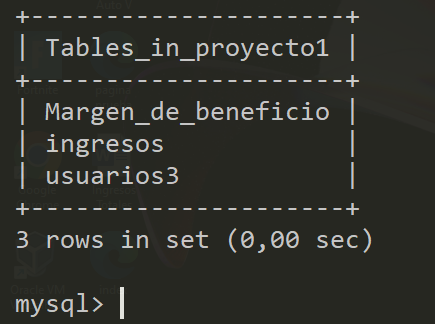 +---------------------+
| Tables_in_proyecto1 |
+---------------------+
| Margen_de_beneficio |
| ingresos            |
| usuarios3           |
+---------------------+
3 rows in set (0,00 sec)
mysql>